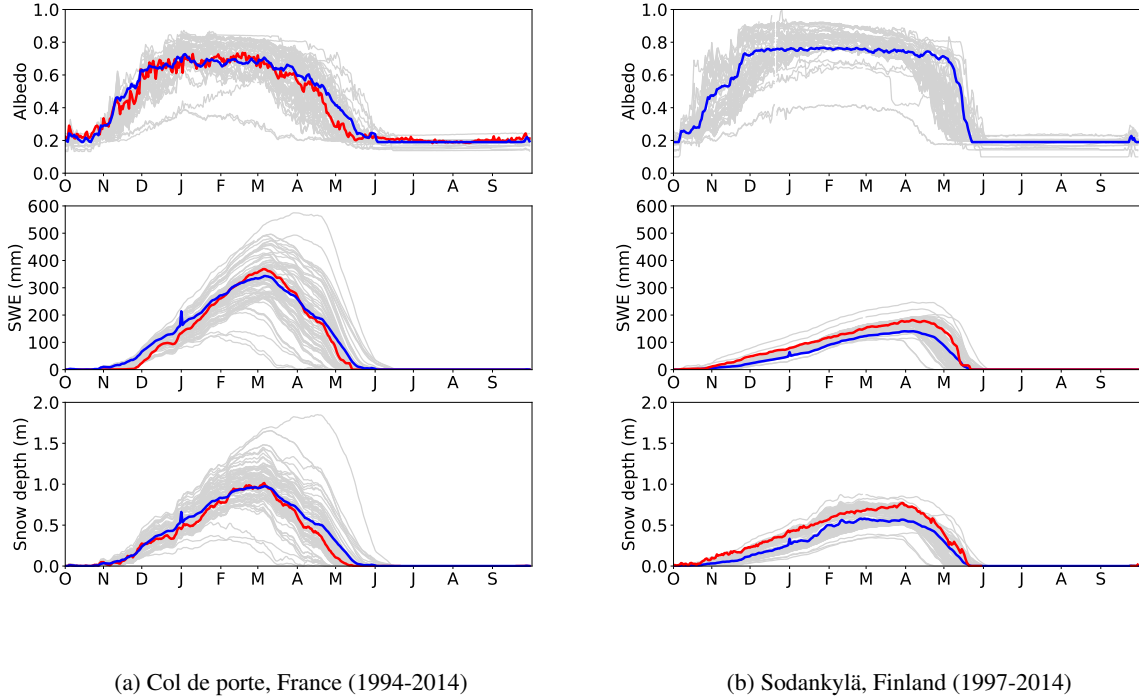 1.0
0.8
0.6
0.4
0.2
0.0
Albedo
O N D J F M A M J J A S
600
500
400
300
200
100
0
SWE (mm)
O N D J F M A M J J A S
2.0
1.5
1.0
0.5
0.0
Snow depth (m)
O N D J F M A M J J A S
(a) Col de porte, France (1994-2014)
1.0
0.8
0.6
0.4
0.2
0.0
Albedo
O N D J F M A M J J A S
600
500
400
300
200
100
0
SWE (mm)
O N D J F M A M J J A S
2.0
1.5
1.0
0.5
0.0
Snow depth (m)
O N D J F M A M J J A S
(b) Sodankylä, Finland (1997-2014)